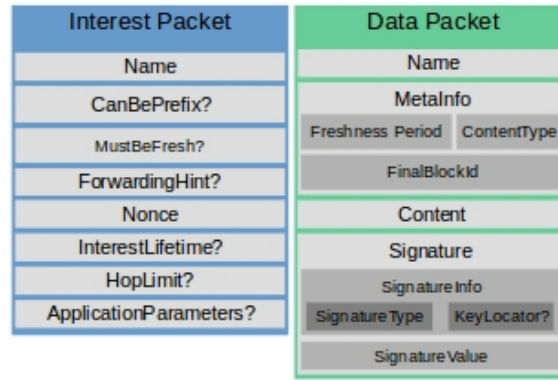 Interest Packet
Name
CanBePrefix?
MustBeFresh?
ForwardingHint?
Nonce
InterestLifetime?
HopLimit?
ApplicationParameters?
Data Packet
Name
MetaInfo
Freshness Period ContentType
FinalBlockId
Content
Signature
SignatureInfo
SignatureType KeyLocator?
SignatureValue